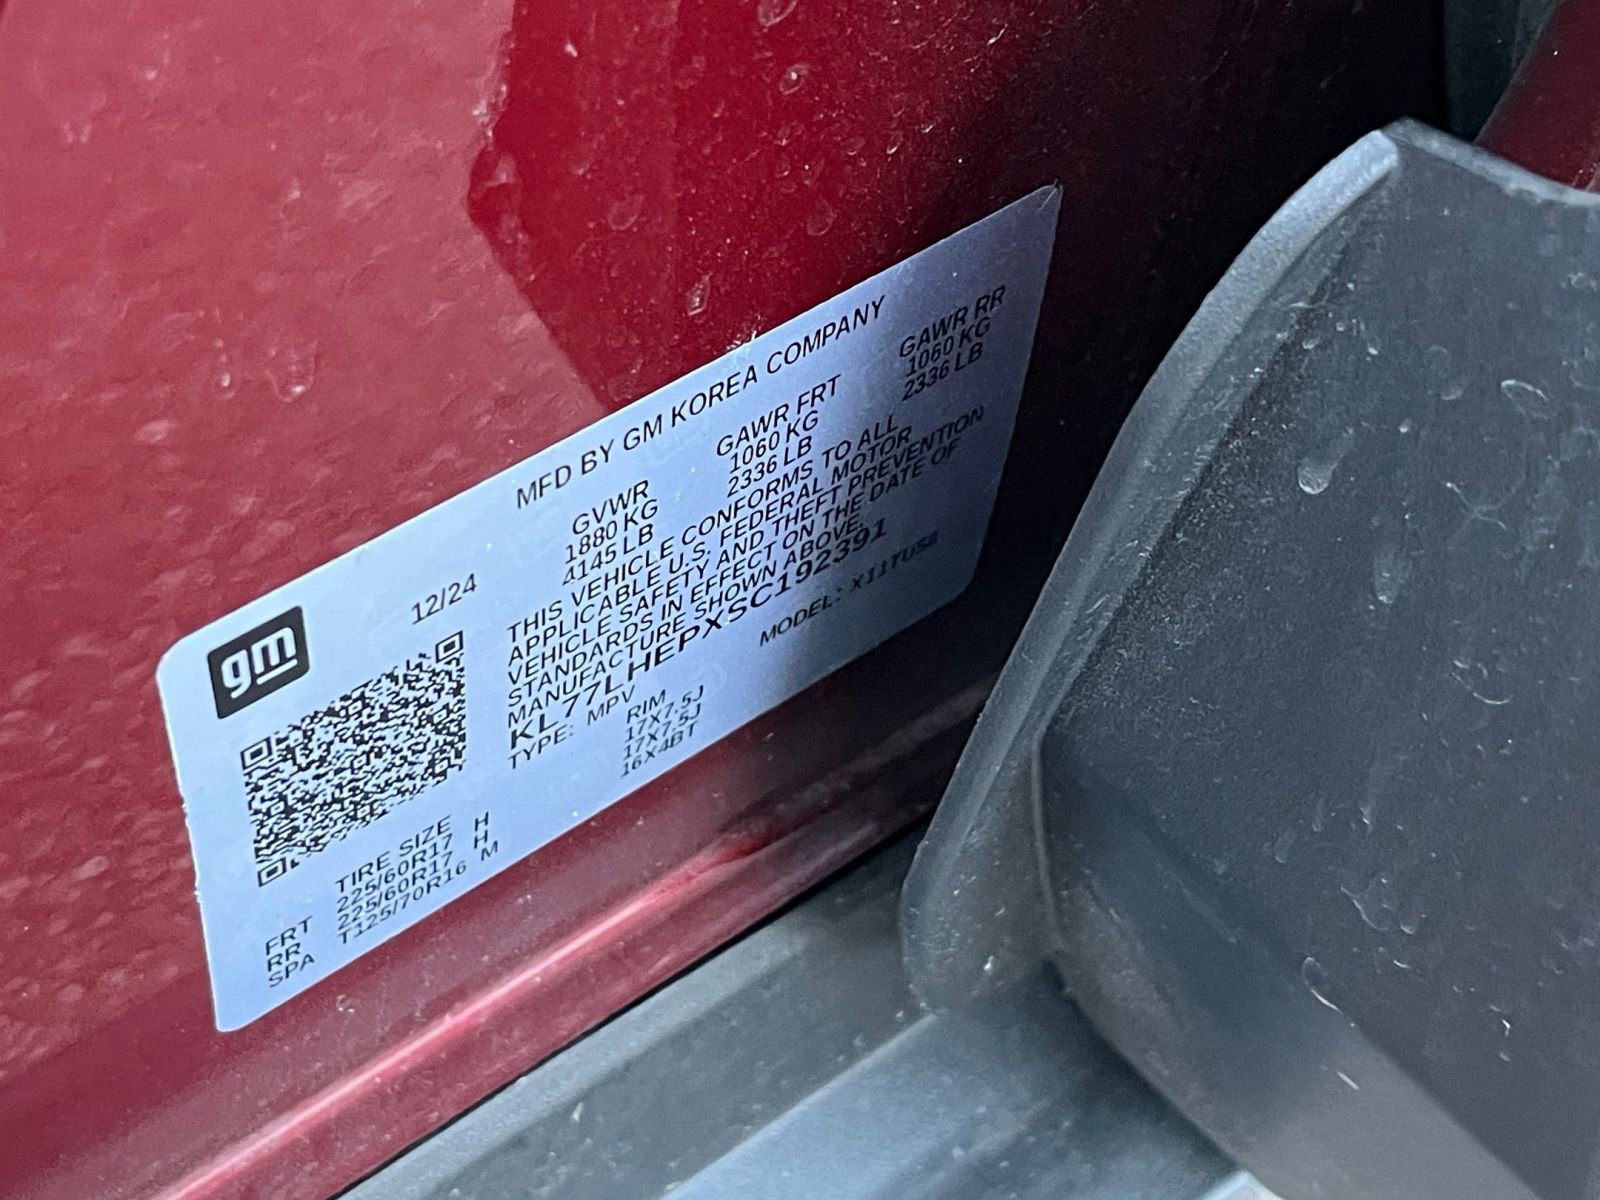 MFD BY GM KOREA COMPANY
gm
12/24
GVWR GAWR FRT GAWR RR
1880 KG 1060 KG 1060 KG
4145 LB 2336 LB 2336 LB
THIS VEHICLE CONFORMS TO ALL
APPLICABLE U.S. FEDERAL MOTOR
VEHICLE SAFETY AND THEFT PREVENTION
STANDARDS IN EFFECT ON THE DATE OF
MANUFACTURE SHOWN ABOVE.
KL77LHEPXSC192391
TYPE: MPV MODEL:
TIRE SIZE RIM
FRT 225/60R17 H 17X7.5J
RR 225/60R17 H 17X7.5J
SPA T125/70R16 M 16X4BT